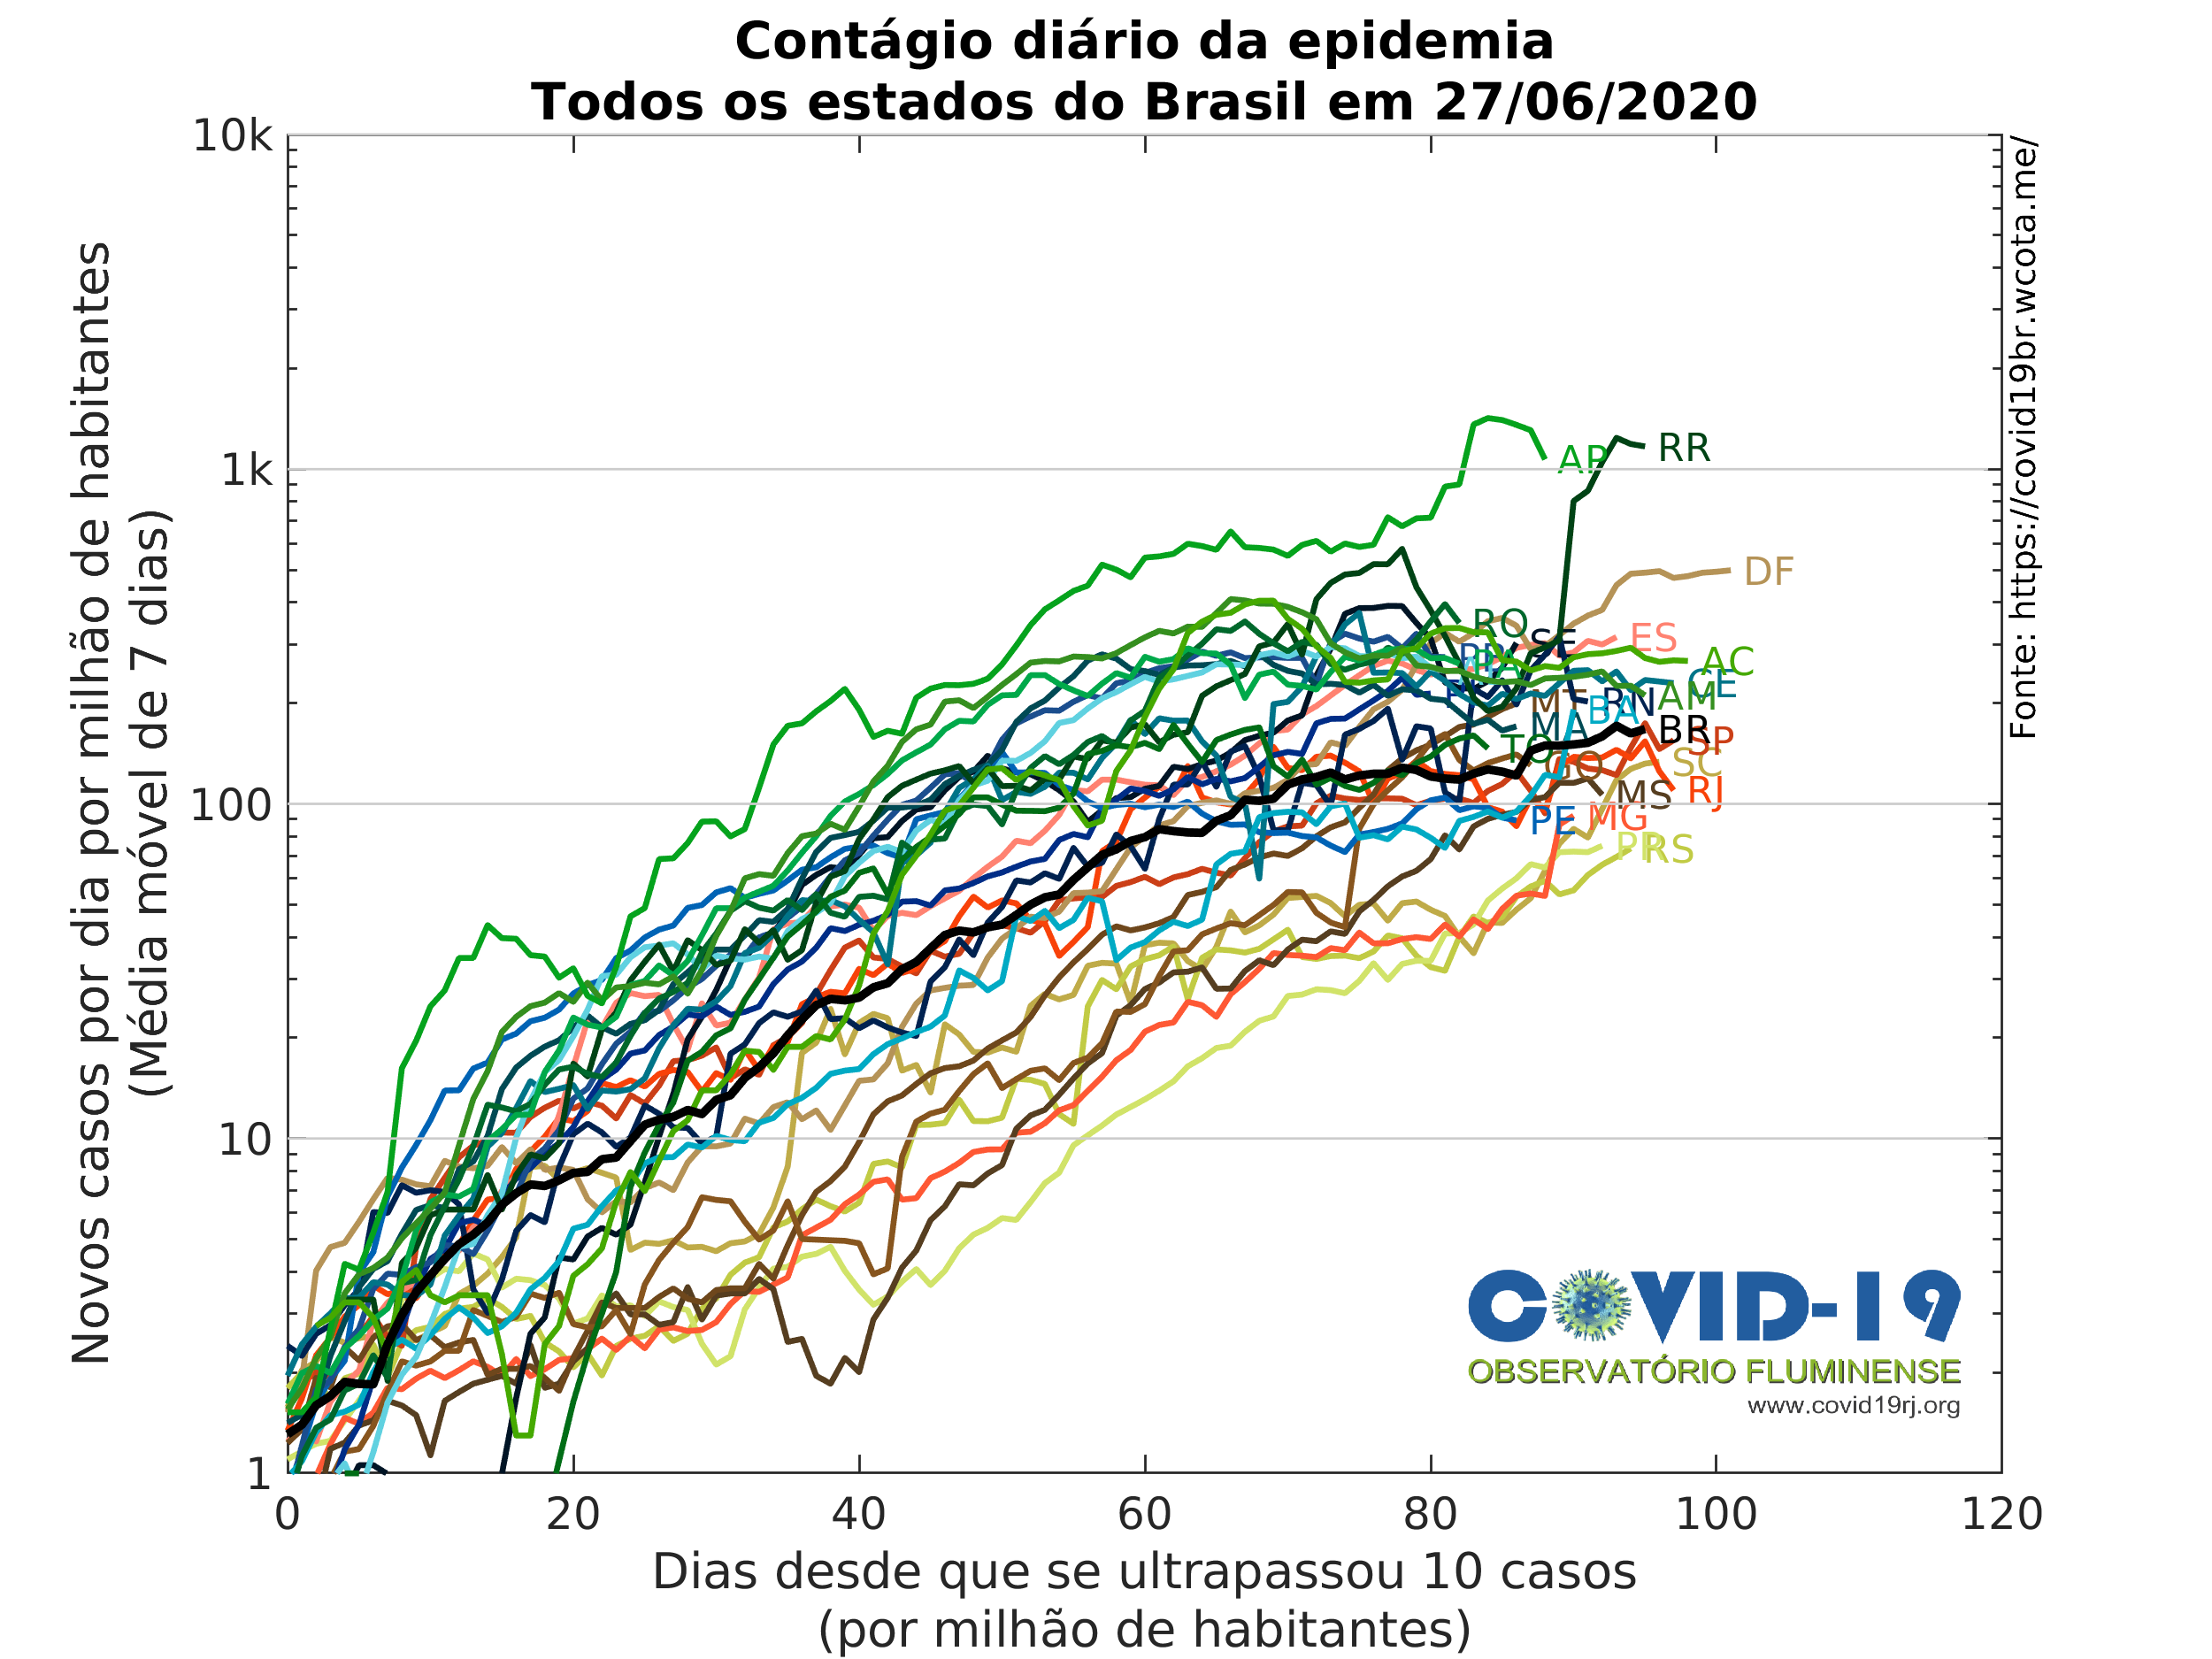 Contágio diário da epidemia
Todos os estados do Brasil em 27/06/2020
Novos casos por dia por milhão de habitantes
(Média móvel de 7 dias)
10k
1k
100
10
1
AP
RR
DF
RO
SE
ES
AC
CE
AM
RN
BA
MT
MA
BR
SP
TO
GO
SC
MS
RJ
PE
MG
PR
RS
PA
Fonte: https://covid19br.wcota.me/
COVID-19
OBSERVATÓRIO FLUMINENSE
www.covid19rj.org
0
20
40
60
80
100
120
Dias desde que se ultrapassou 10 casos
(por milhão de habitantes)